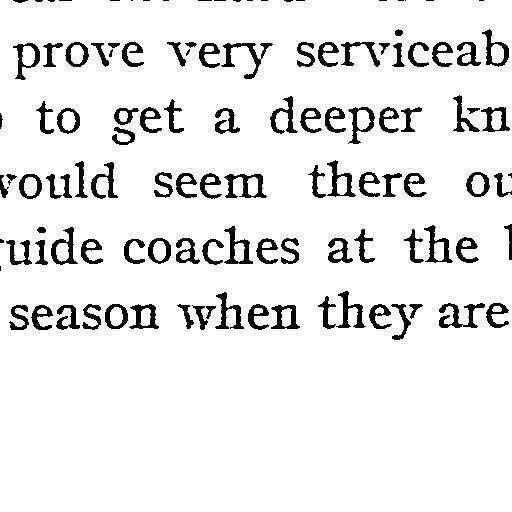 prove very serviceab
to get a deeper kn
would seem there ou
guide coaches at the
season when they are